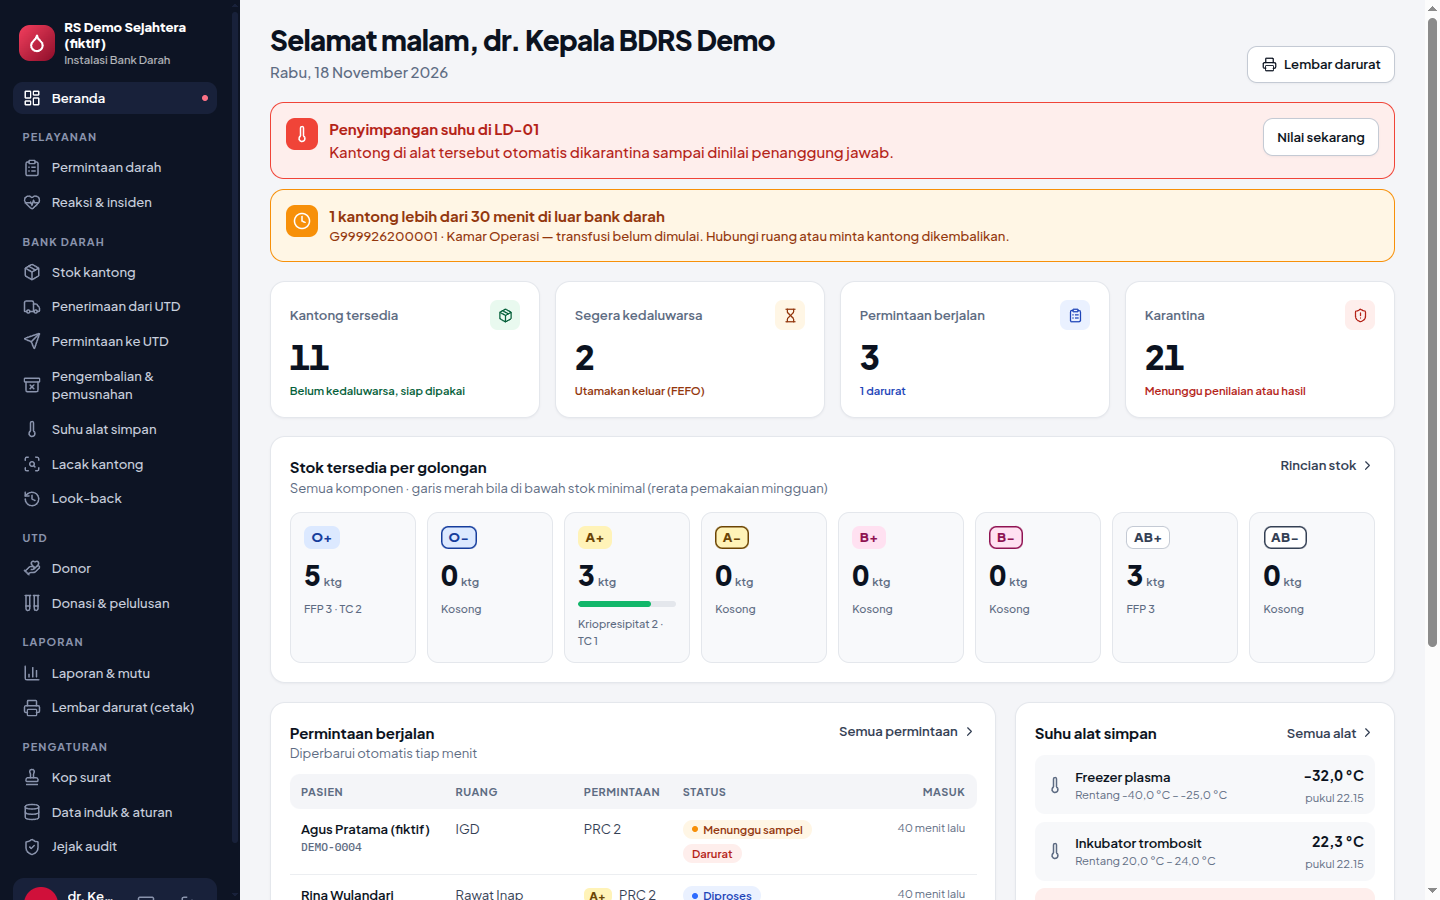 RS Demo Sejahtera
(fiktif)
Instalasi Bank Darah
Beranda
PELAYANAN
Permintaan darah
Reaksi & insiden
BANK DARAH
Stok kantong
Penerimaan dari UTD
Permintaan ke UTD
Pengembalian &
pemusnahan
Suhu alat simpan
Lacak kantong
Look-back
UTD
Donor
Donasi & pelulusan
LAPORAN
Laporan & mutu
Lembar darurat (cetak)
PENGATURAN
Kop surat
Data induk & aturan
Jejak audit
dr. Ke...
Selamat malam, dr. Kepala BDRS Demo
Rabu, 18 November 2026
Lembar darurat
Penyimpangan suhu di LD-01
Kantong di alat tersebut otomatis dikarantina sampai dinilai penanggung jawab.
Nilai sekarang
1 kantong lebih dari 30 menit di luar bank darah
G999926200001 · Kamar Operasi — transfusi belum dimulai. Hubungi ruang atau minta kantong dikembalikan.
Kantong tersedia
11
Belum kedaluwarsa, siap dipakai
Segera kedaluwarsa
2
Utamakan keluar (FEFO)
Permintaan berjalan
3
1 darurat
Karantina
21
Menunggu penilaian atau hasil
Stok tersedia per golongan
Semua komponen · garis merah bila di bawah stok minimal (rerata pemakaian mingguan)
Rincian stok
O+
5 ktg
FFP 3 · TC 2
O−
0 ktg
Kosong
A+
3 ktg
Kriopresipitat 2 ·
TC 1
A−
0 ktg
Kosong
B+
0 ktg
Kosong
B−
0 ktg
Kosong
AB+
3 ktg
FFP 3
AB−
0 ktg
Kosong
Permintaan berjalan
Diperbarui otomatis tiap menit
Semua permintaan
PASIEN RUANG PERMINTAAN STATUS MASUK
Agus Pratama (fiktif) IGD PRC 2 Menunggu sampel 40 menit lalu
DEMO-0004 Darurat
Rina Wulandari Rawat Inap A+ PRC 2 Diproses 40 menit lalu
Suhu alat simpan
Semua alat
Freezer plasma −32,0 °C
Rentang -40,0 °C – -25,0 °C pukul 22.15
Inkubator trombosit 22,3 °C
Rentang 20,0 °C – 24,0 °C pukul 22.15